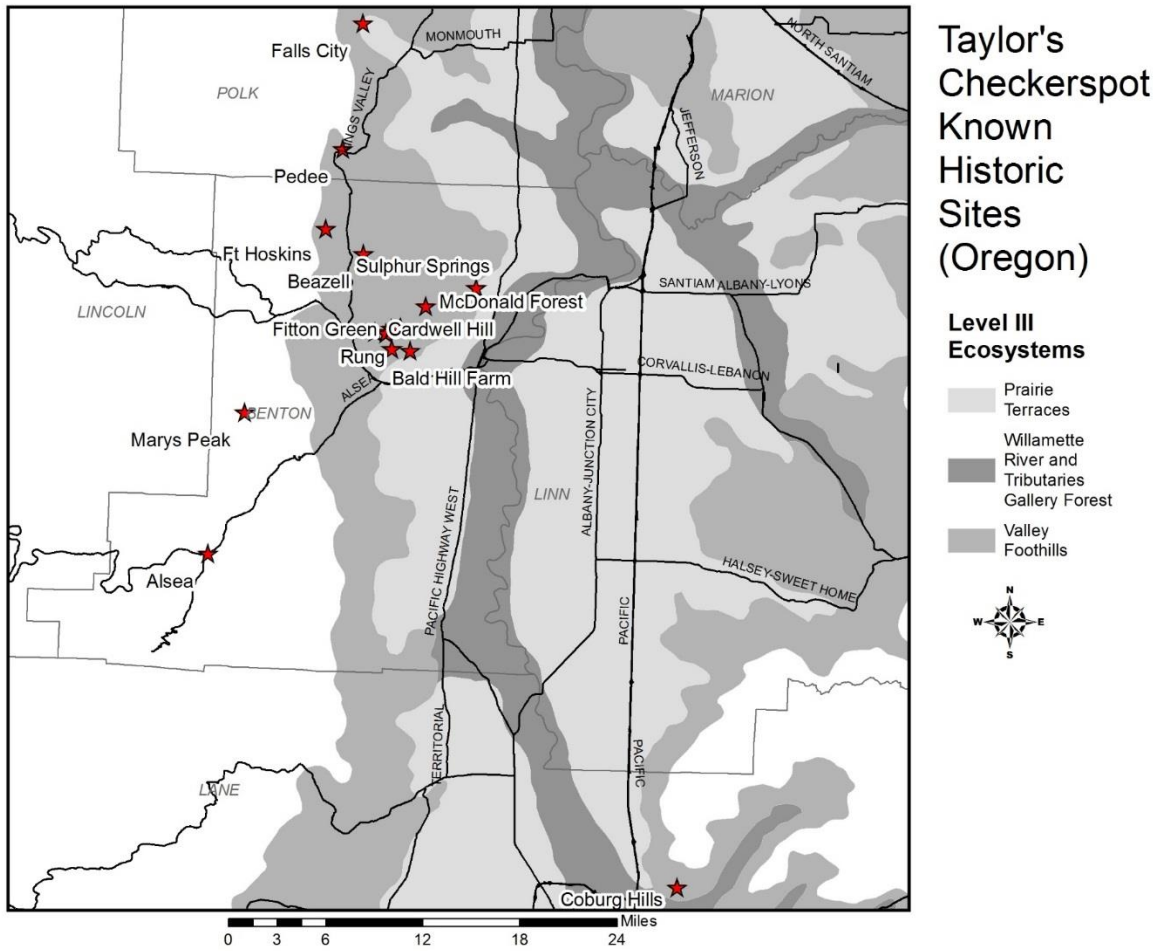 Taylor's
Checkerspot
Known
Historic
Sites
(Oregon)
Level III
Ecosystems
Prairie
Terraces
Willamette
River and
Tributaries
Gallery Forest
Valley
Foothills
N
W
E
S
Falls City
MONMOUTH
NORTH SANTIAM
POLK
MARION
INGS VALLEY
JEFFERSON
Pedee
Ft Hoskins
Sulphur Springs
Beazell
SANTIAM
ALBANY-LYONS
McDonald Forest
LINCOLN
Fitton Green
Cardwell Hill
Rung
CORVALLIS-LEBANON
Bald Hill Farm
ALSEA
BENTON
Marys Peak
ALBANY-JUNCTION CITY
LINN
PACIFIC HIGHWAY WEST
HALSEY-SWEET HOME
Alsea
PACIFIC
TERRITORIAL
PACIFIC
LANE
Coburg Hills
Miles
0 3 6 12 18 24